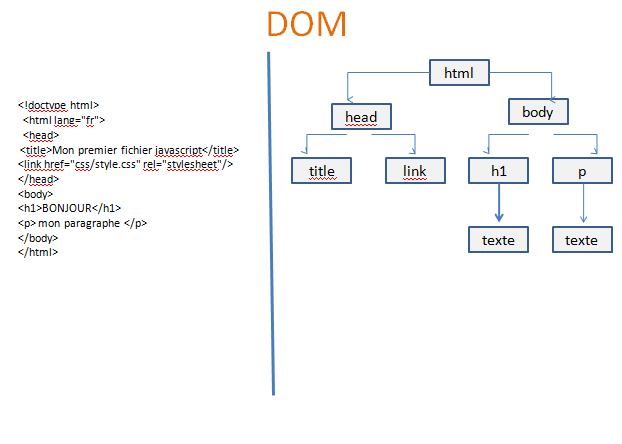 DOM
<!doctype html>
<html lang="fr">
<head>
<title>Mon premier fichier javascript</title>
<link href="css/style.css" rel="stylesheet"/>
</head>
<body>
<h1>BONJOUR</h1>
<p> mon paragraphe </p>
</body>
</html>
html
head
body
title
link
h1
p
texte
texte